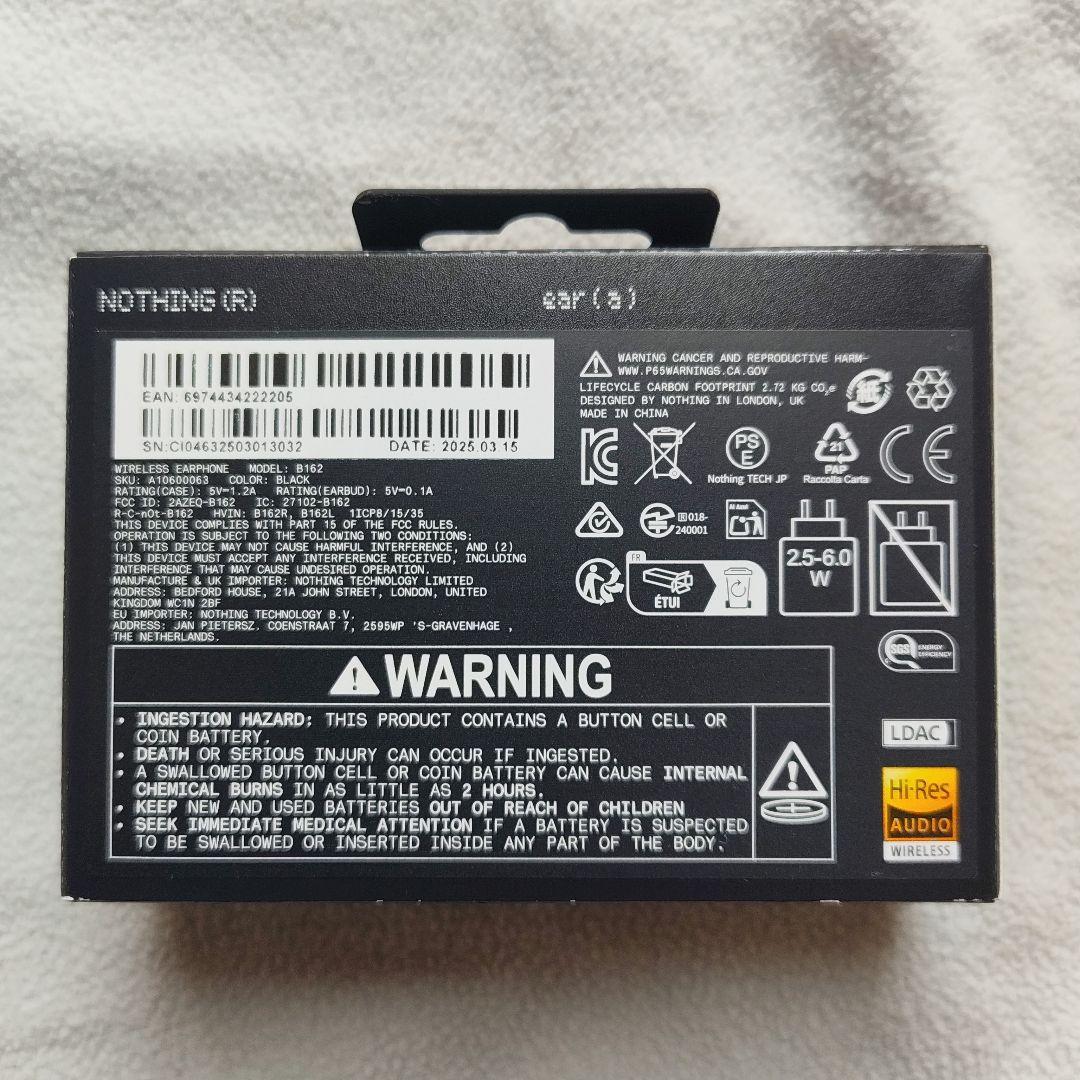 NOTHING(R)
ear (a)
EAN: 6974434222205
SN:CI04632503013032 DATE: 2025.03.15
WIRELESS EARPHONE MODEL: B162
SKU: A10600063 COLOR: BLACK
RATING(CASE): 5V⎓1.2A RATING(EARBUD): 5V⎓0.1A
FCC ID: 2AZEQ-B162 IC: 27102-B162
R-C-nOt-B162 HVIN: B162R, B162L 1ICP8/15/35
THIS DEVICE COMPLIES WITH PART 15 OF THE FCC RULES.
OPERATION IS SUBJECT TO THE FOLLOWING TWO CONDITIONS:
(1) THIS DEVICE MAY NOT CAUSE HARMFUL INTERFERENCE, AND (2)
THIS DEVICE MUST ACCEPT ANY INTERFERENCE RECEIVED, INCLUDING
INTERFERENCE THAT MAY CAUSE UNDESIRED OPERATION.
MANUFACTURE & UK IMPORTER: NOTHING TECHNOLOGY LIMITED
ADDRESS: BEDFORD HOUSE, 21A JOHN STREET, LONDON, UNITED
KINGDOM WC1N 2BF
EU IMPORTER: NOTHING TECHNOLOGY B.V.
ADDRESS: JAN PIETERSZ. COENSTRAAT 7, 2595WP 'S-GRAVENHAGE ,
THE NETHERLANDS.
WARNING CANCER AND REPRODUCTIVE HARM-
WWW.P65WARNINGS.CA.GOV
LIFECYCLE CARBON FOOTPRINT 2.72 KG CO₂e
DESIGNED BY NOTHING IN LONDON, UK
MADE IN CHINA
紙
PS
E
Nothing TECH JP
21
PAP
Raccolta Carta
CE
R 018-
240001
2.5-6.0
W
FR
ÉTUI
SGS ENERGY
EFFICIENCY
LDAC
Hi-Res
AUDIO
WIRELESS
WARNING
• INGESTION HAZARD: THIS PRODUCT CONTAINS A BUTTON CELL OR
COIN BATTERY.
• DEATH OR SERIOUS INJURY CAN OCCUR IF INGESTED.
• A SWALLOWED BUTTON CELL OR COIN BATTERY CAN CAUSE INTERNAL
CHEMICAL BURNS IN AS LITTLE AS 2 HOURS.
• KEEP NEW AND USED BATTERIES OUT OF REACH OF CHILDREN
• SEEK IMMEDIATE MEDICAL ATTENTION IF A BATTERY IS SUSPECTED
TO BE SWALLOWED OR INSERTED INSIDE ANY PART OF THE BODY.